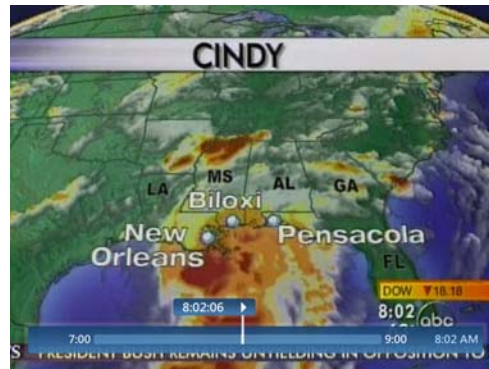 CINDY
LA
MS
AL
GA
Biloxi
New
Orleans
Pensacola
FL
DOW ▼18.18
8:02:06
8:02
abc
7:00
9:00
8:02 AM
PRESIDENT BUSH REMAINS UNYIELDING IN OPPOSITION TO